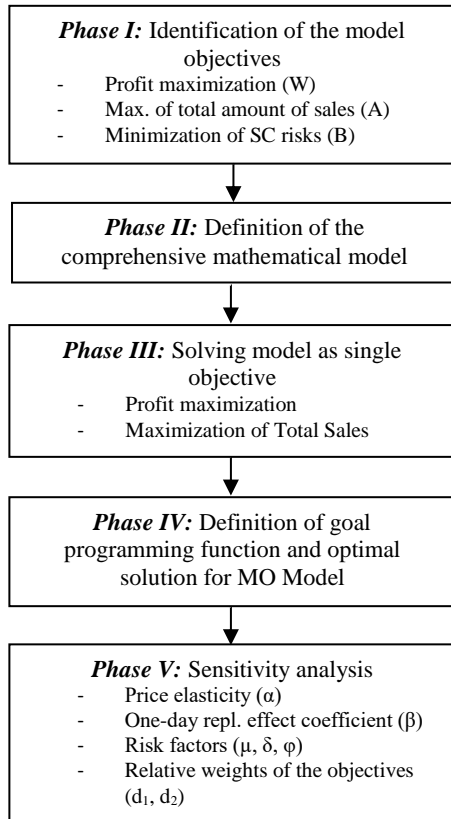 Phase I: Identification of the model
objectives
- Profit maximization (W)
- Max. of total amount of sales (A)
- Minimization of SC risks (B)
Phase II: Definition of the
comprehensive mathematical model
Phase III: Solving model as single
objective
- Profit maximization
- Maximization of Total Sales
Phase IV: Definition of goal
programming function and optimal
solution for MO Model
Phase V: Sensitivity analysis
- Price elasticity (α)
- One-day repl. effect coefficient (β)
- Risk factors (μ, δ, φ)
- Relative weights of the objectives
(d₁, d₂)